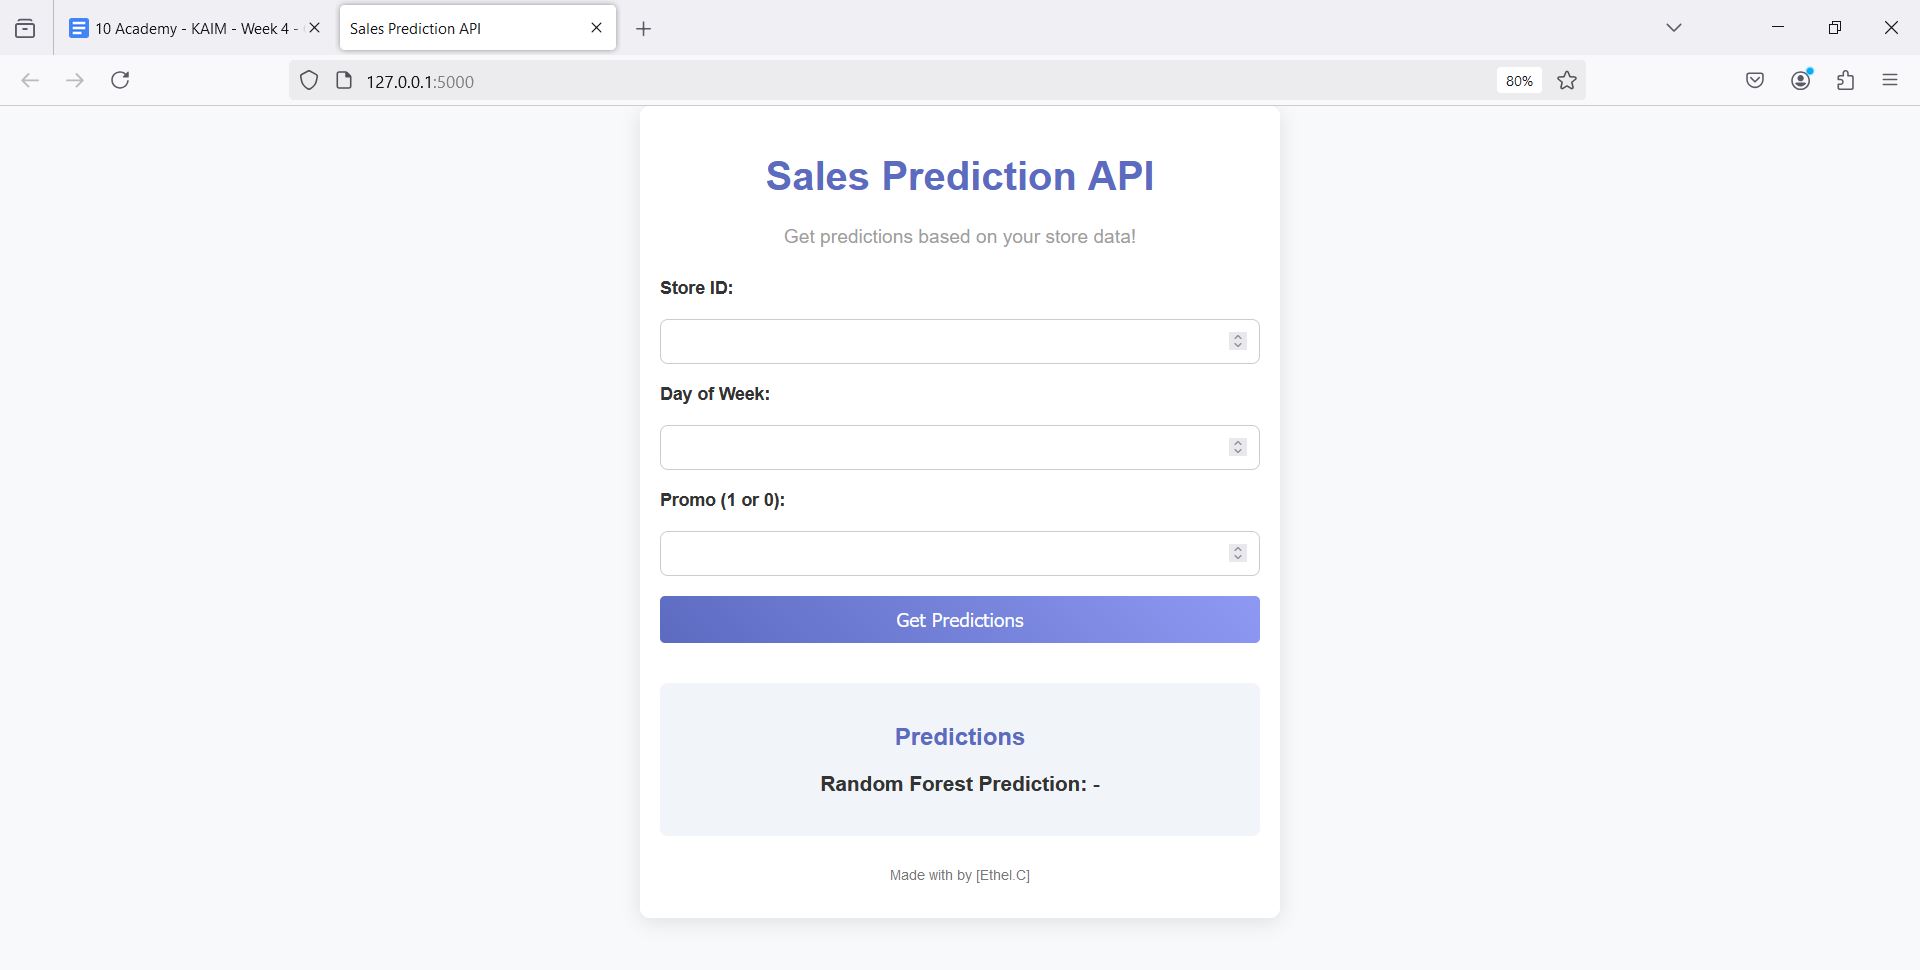 10 Academy - KAIM - Week 4 -
Sales Prediction API
127.0.0.1:5000
80%
Sales Prediction API
Get predictions based on your store data!
Store ID:
Day of Week:
Promo (1 or 0):
Get Predictions
Predictions
Random Forest Prediction: -
Made with by [Ethel.C]